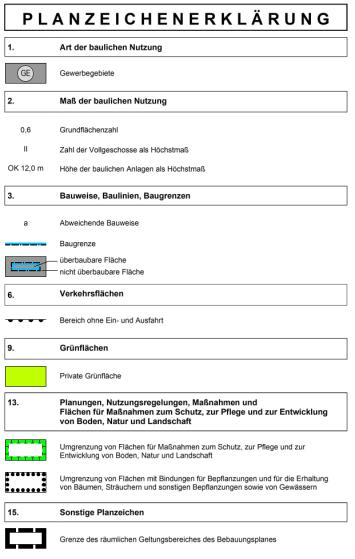 PLANZEICHENERKLÄRUNG
1. Art der baulichen Nutzung
GE Gewerbegebiete
2. Maß der baulichen Nutzung
0,6 Grundflächenzahl
II Zahl der Vollgeschosse als Höchstmaß
OK 12,0 m Höhe der baulichen Anlagen als Höchstmaß
3. Bauweise, Baulinien, Baugrenzen
a Abweichende Bauweise
Baugrenze
überbaubare Fläche
nicht überbaubare Fläche
6. Verkehrsflächen
Bereich ohne Ein- und Ausfahrt
9. Grünflächen
Private Grünfläche
13. Planungen, Nutzungsregelungen, Maßnahmen und
Flächen für Maßnahmen zum Schutz, zur Pflege und zur Entwicklung
von Boden, Natur und Landschaft
Umgrenzung von Flächen für Maßnahmen zum Schutz, zur Pflege und zur
Entwicklung von Boden, Natur und Landschaft
Umgrenzung von Flächen mit Bindungen für Bepflanzungen und für die Erhaltung
von Bäumen, Sträuchern und sonstigen Bepflanzungen sowie von Gewässern
15. Sonstige Planzeichen
Grenze des räumlichen Geltungsbereiches des Bebauungsplanes